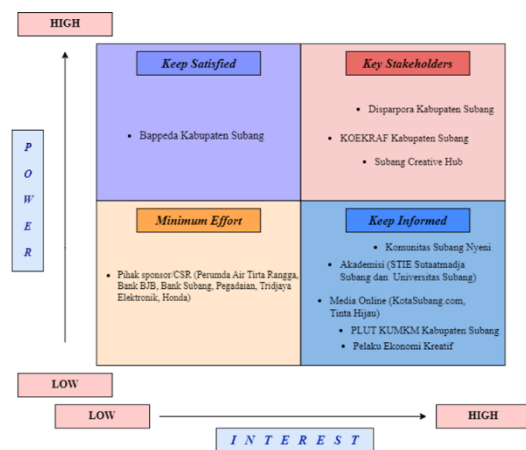 HIGH
Keep Satisfied
Key Stakeholders
Disparpora Kabupaten Subang
Bappeda Kabupaten Subang
KOEKRAF Kabupaten Subang
Subang Creative Hub
POWER
Minimum Effort
Keep Informed
Komunitas Subang Nyeni
Pihak sponsor/CSR (Perumda Air Tirta Rangga,
Bank BJB, Bank Subang, Pegadaian, Tridjaya
Elektronik, Honda)
Akademisi (STIE Sutaatmadja
Subang dan Universitas Subang)
Media Online (KotaSubang.com,
Tinta Hijau)
PLUT KUMKM Kabupaten Subang
Pelaku Ekonomi Kreatif
LOW
LOW
HIGH
INTEREST